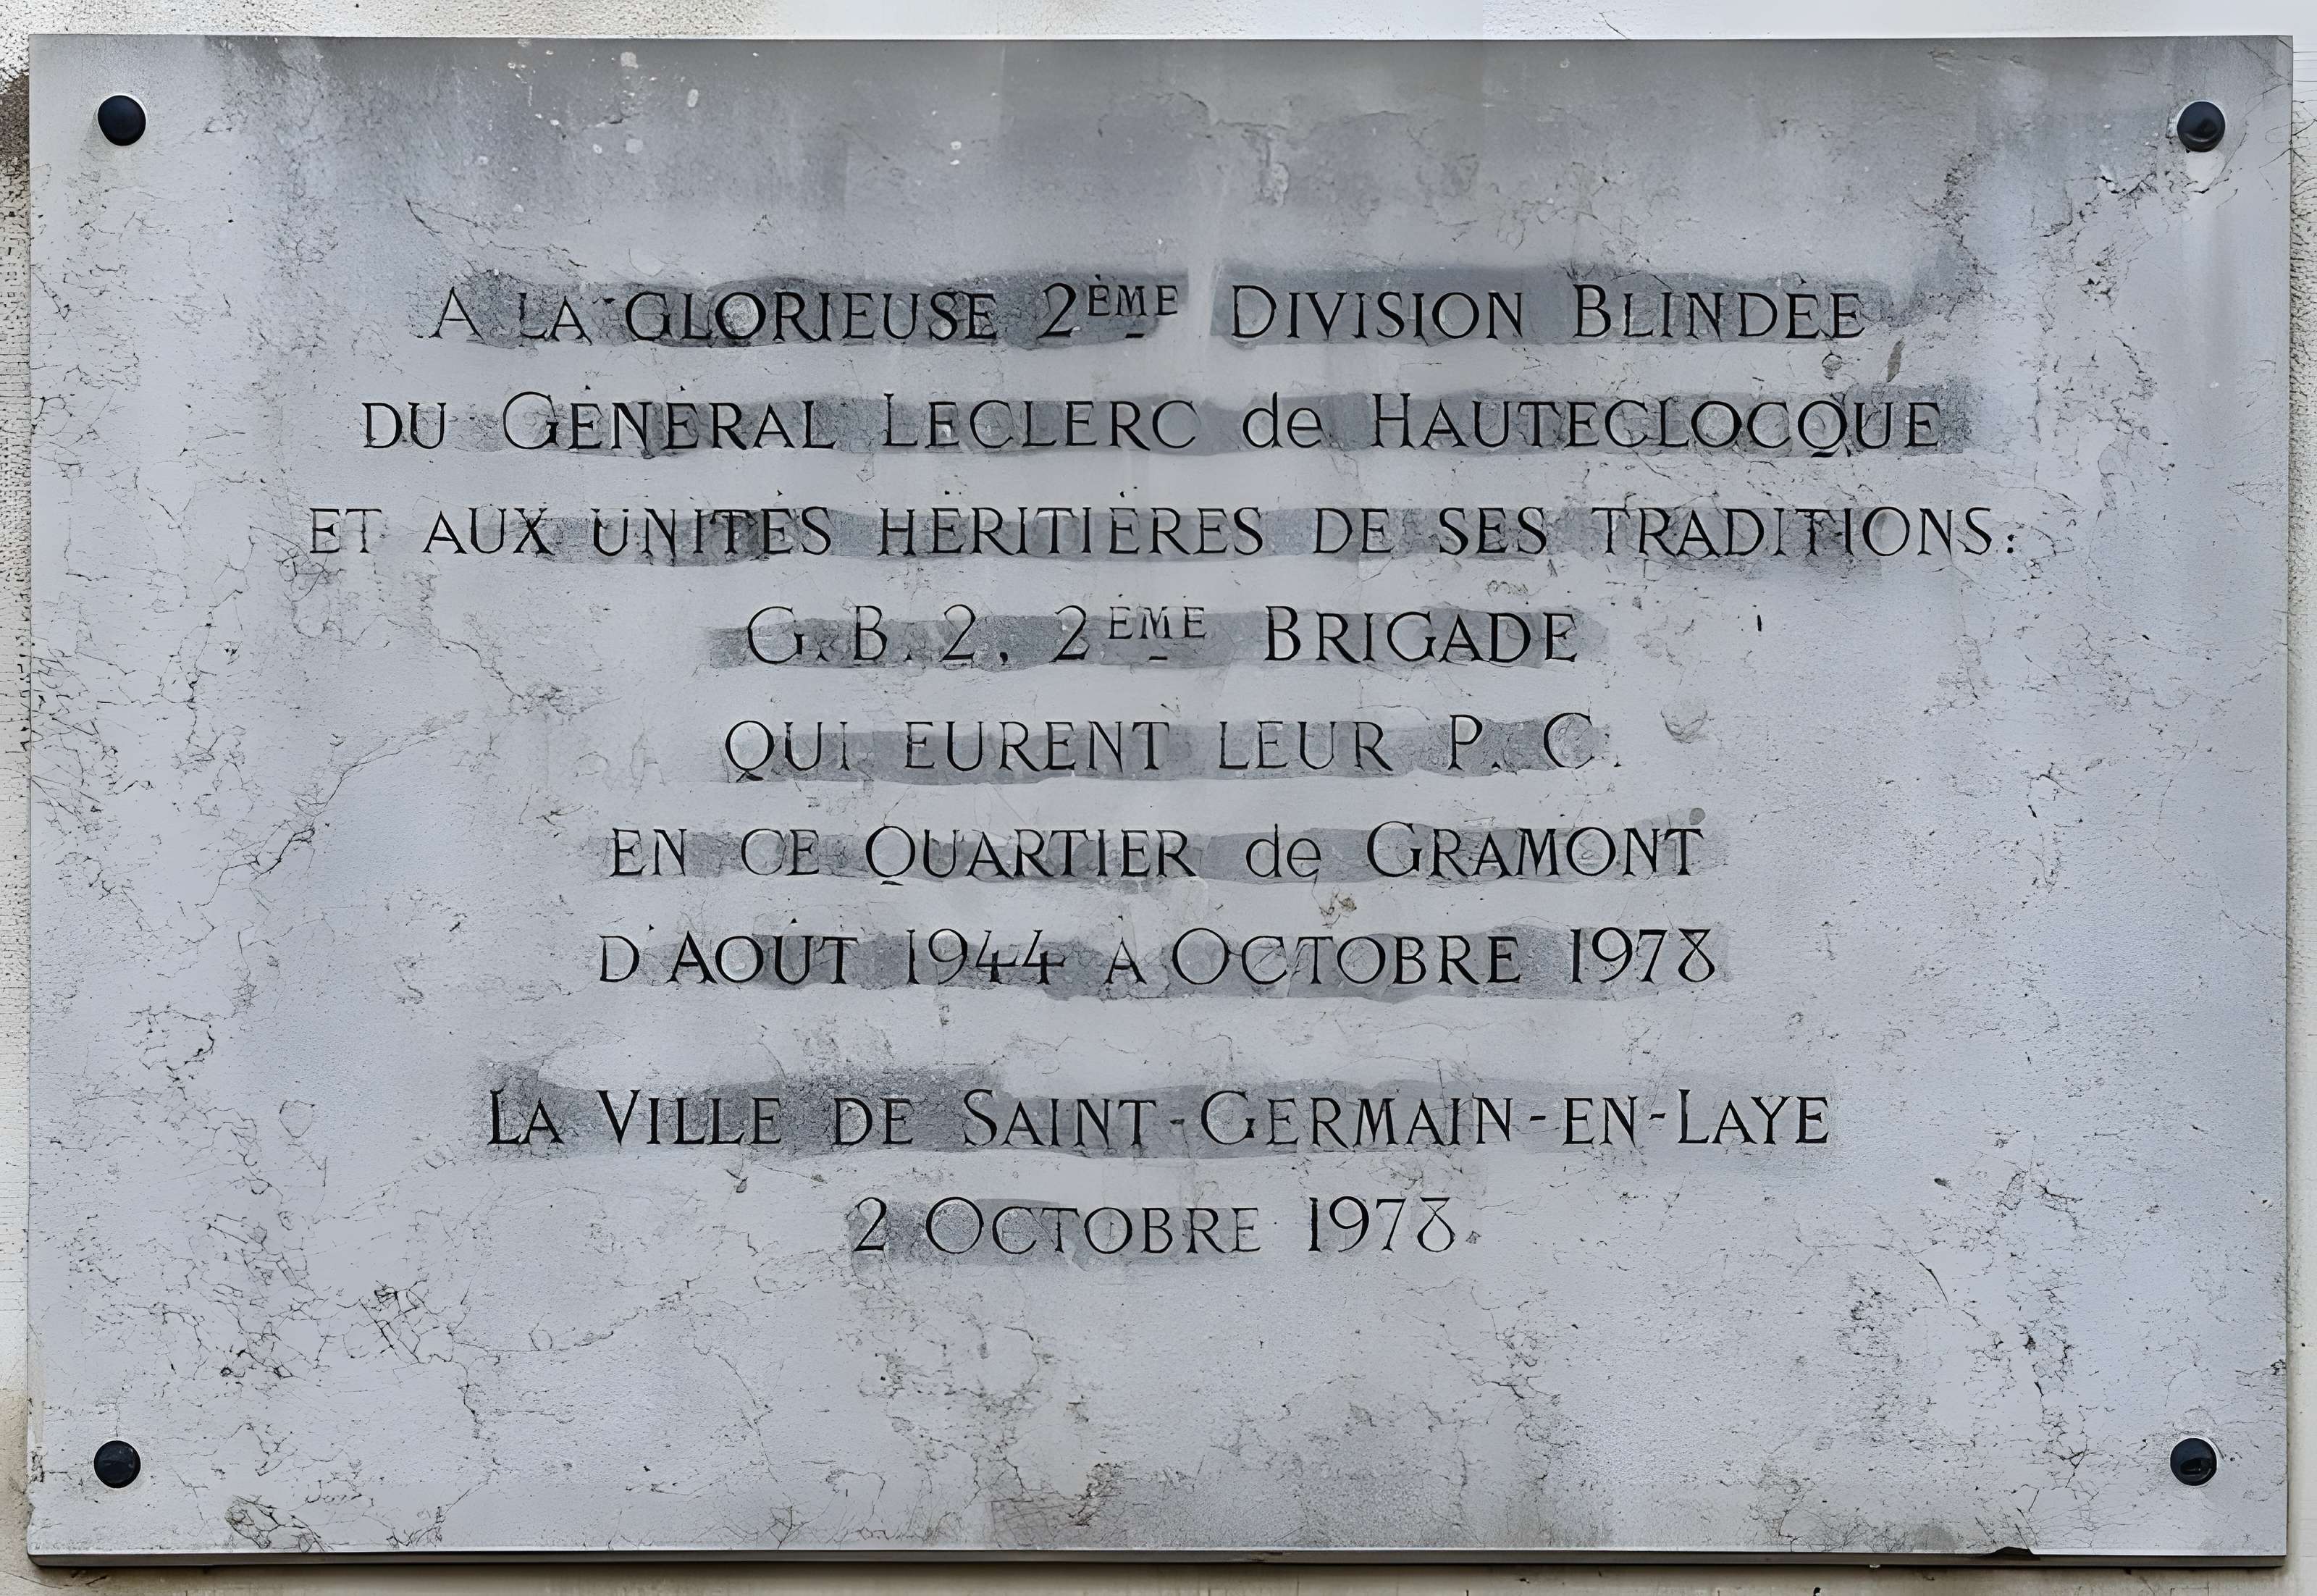 A LA GLORIEUSE 2ÈME DIVISION BLINDÉE
DU GÉNÉRAL LECLERC de HAUTECLOCQUE
ET AUX UNITÉS HÉRITIÈRES DE SES TRADITIONS:
G.B.2, 2ÈME BRIGADE
QUI EURENT LEUR P.C.
EN CE QUARTIER de GRAMONT
D'AOÛT 1944 À OCTOBRE 1978
LA VILLE DE SAINT-GERMAIN-EN-LAYE
2 OCTOBRE 1978.